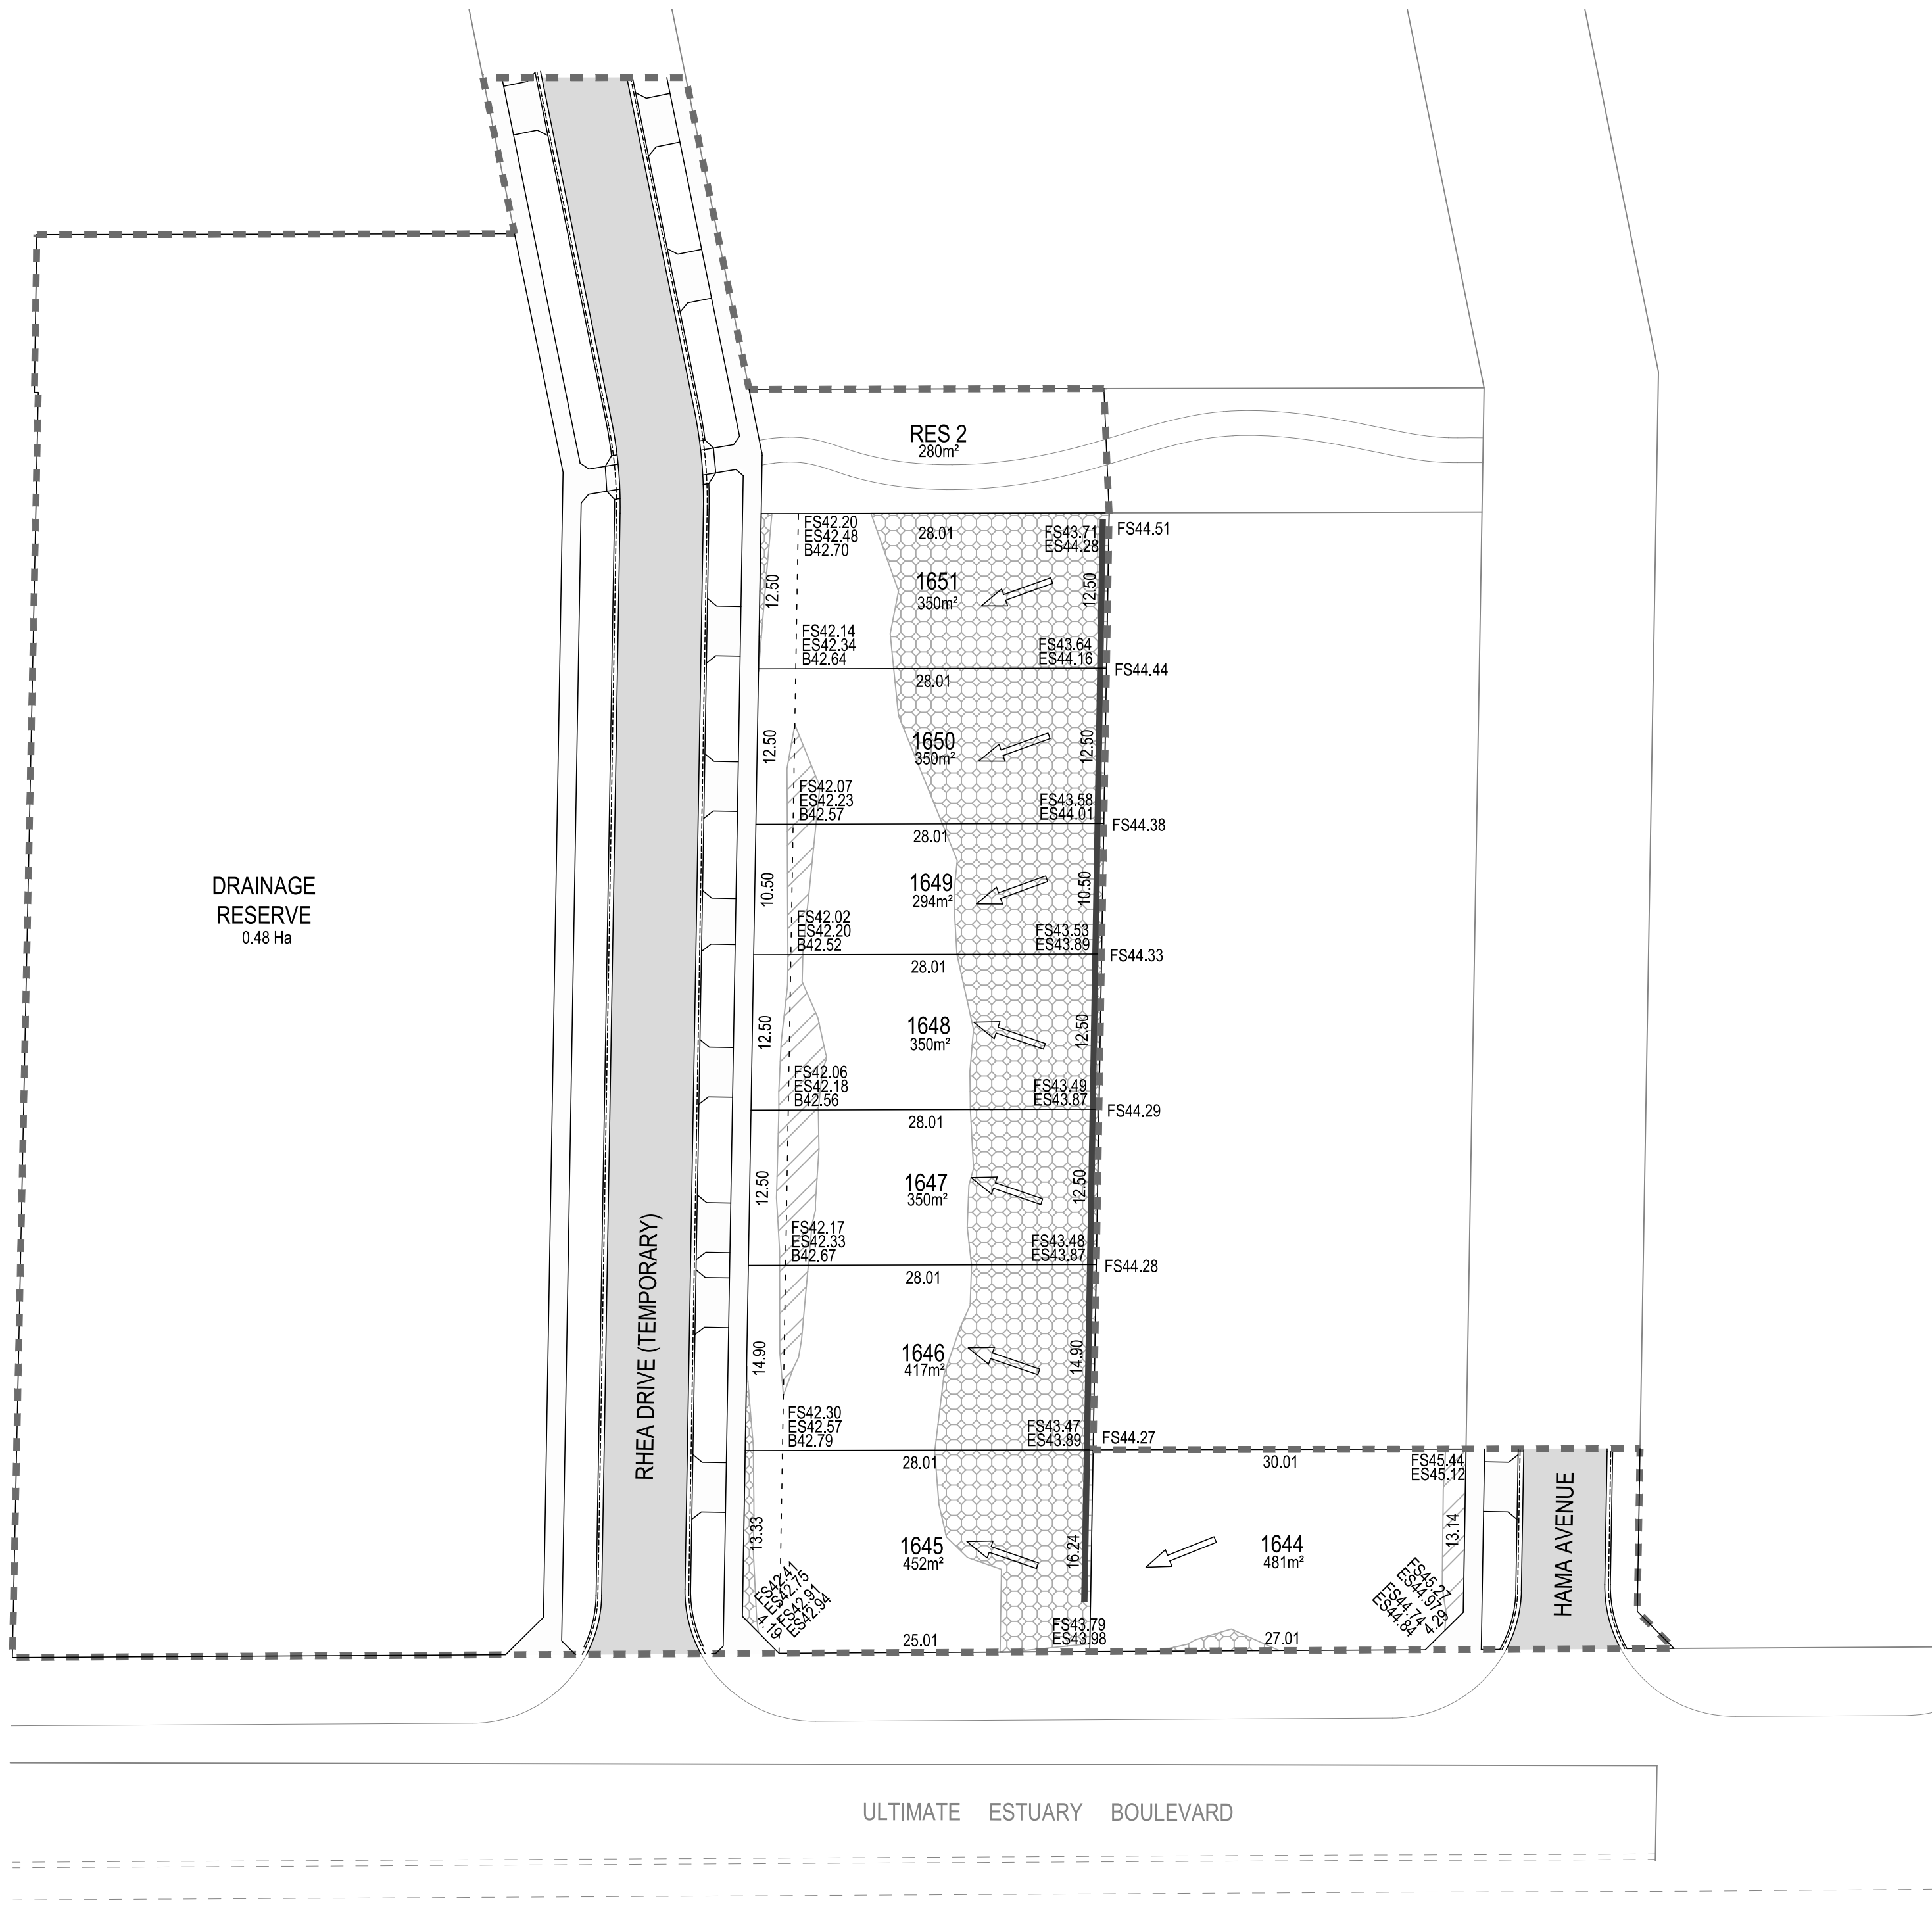 RES 2
280m²
FS42.20
ES42.48
B42.70
28.01
FS43.71
ES44.28
FS44.51
12.50
1651
350m²
12.50
FS42.14
ES42.34
B42.64
FS43.64
ES44.16
FS44.44
28.01
12.50
1650
350m²
12.50
FS42.07
ES42.23
B42.57
FS43.58
ES44.01
FS44.38
28.01
DRAINAGE
RESERVE
0.48 Ha
10.50
1649
294m²
10.50
FS42.02
ES42.20
B42.52
FS43.53
ES43.89
FS44.33
28.01
12.50
1648
350m²
12.50
FS42.06
ES42.18
B42.56
FS43.49
ES43.87
FS44.29
28.01
12.50
1647
350m²
12.50
FS42.17
ES42.33
B42.67
FS43.48
ES43.87
FS44.28
28.01
RHEA DRIVE (TEMPORARY)
14.90
1646
417m²
14.90
FS42.30
ES42.57
B42.79
FS43.47
ES43.89
FS44.27
28.01
30.01
FS45.44
ES45.12
13.33
1645
452m²
16.24
1644
481m²
13.14
HAMA AVENUE
FS42.41
ES42.75
FS42.91
ES42.94
4.19
FS45.27
ES44.97
FS44.74
ES44.84
4.29
FS43.79
ES43.98
25.01
27.01
ULTIMATE ESTUARY BOULEVARD